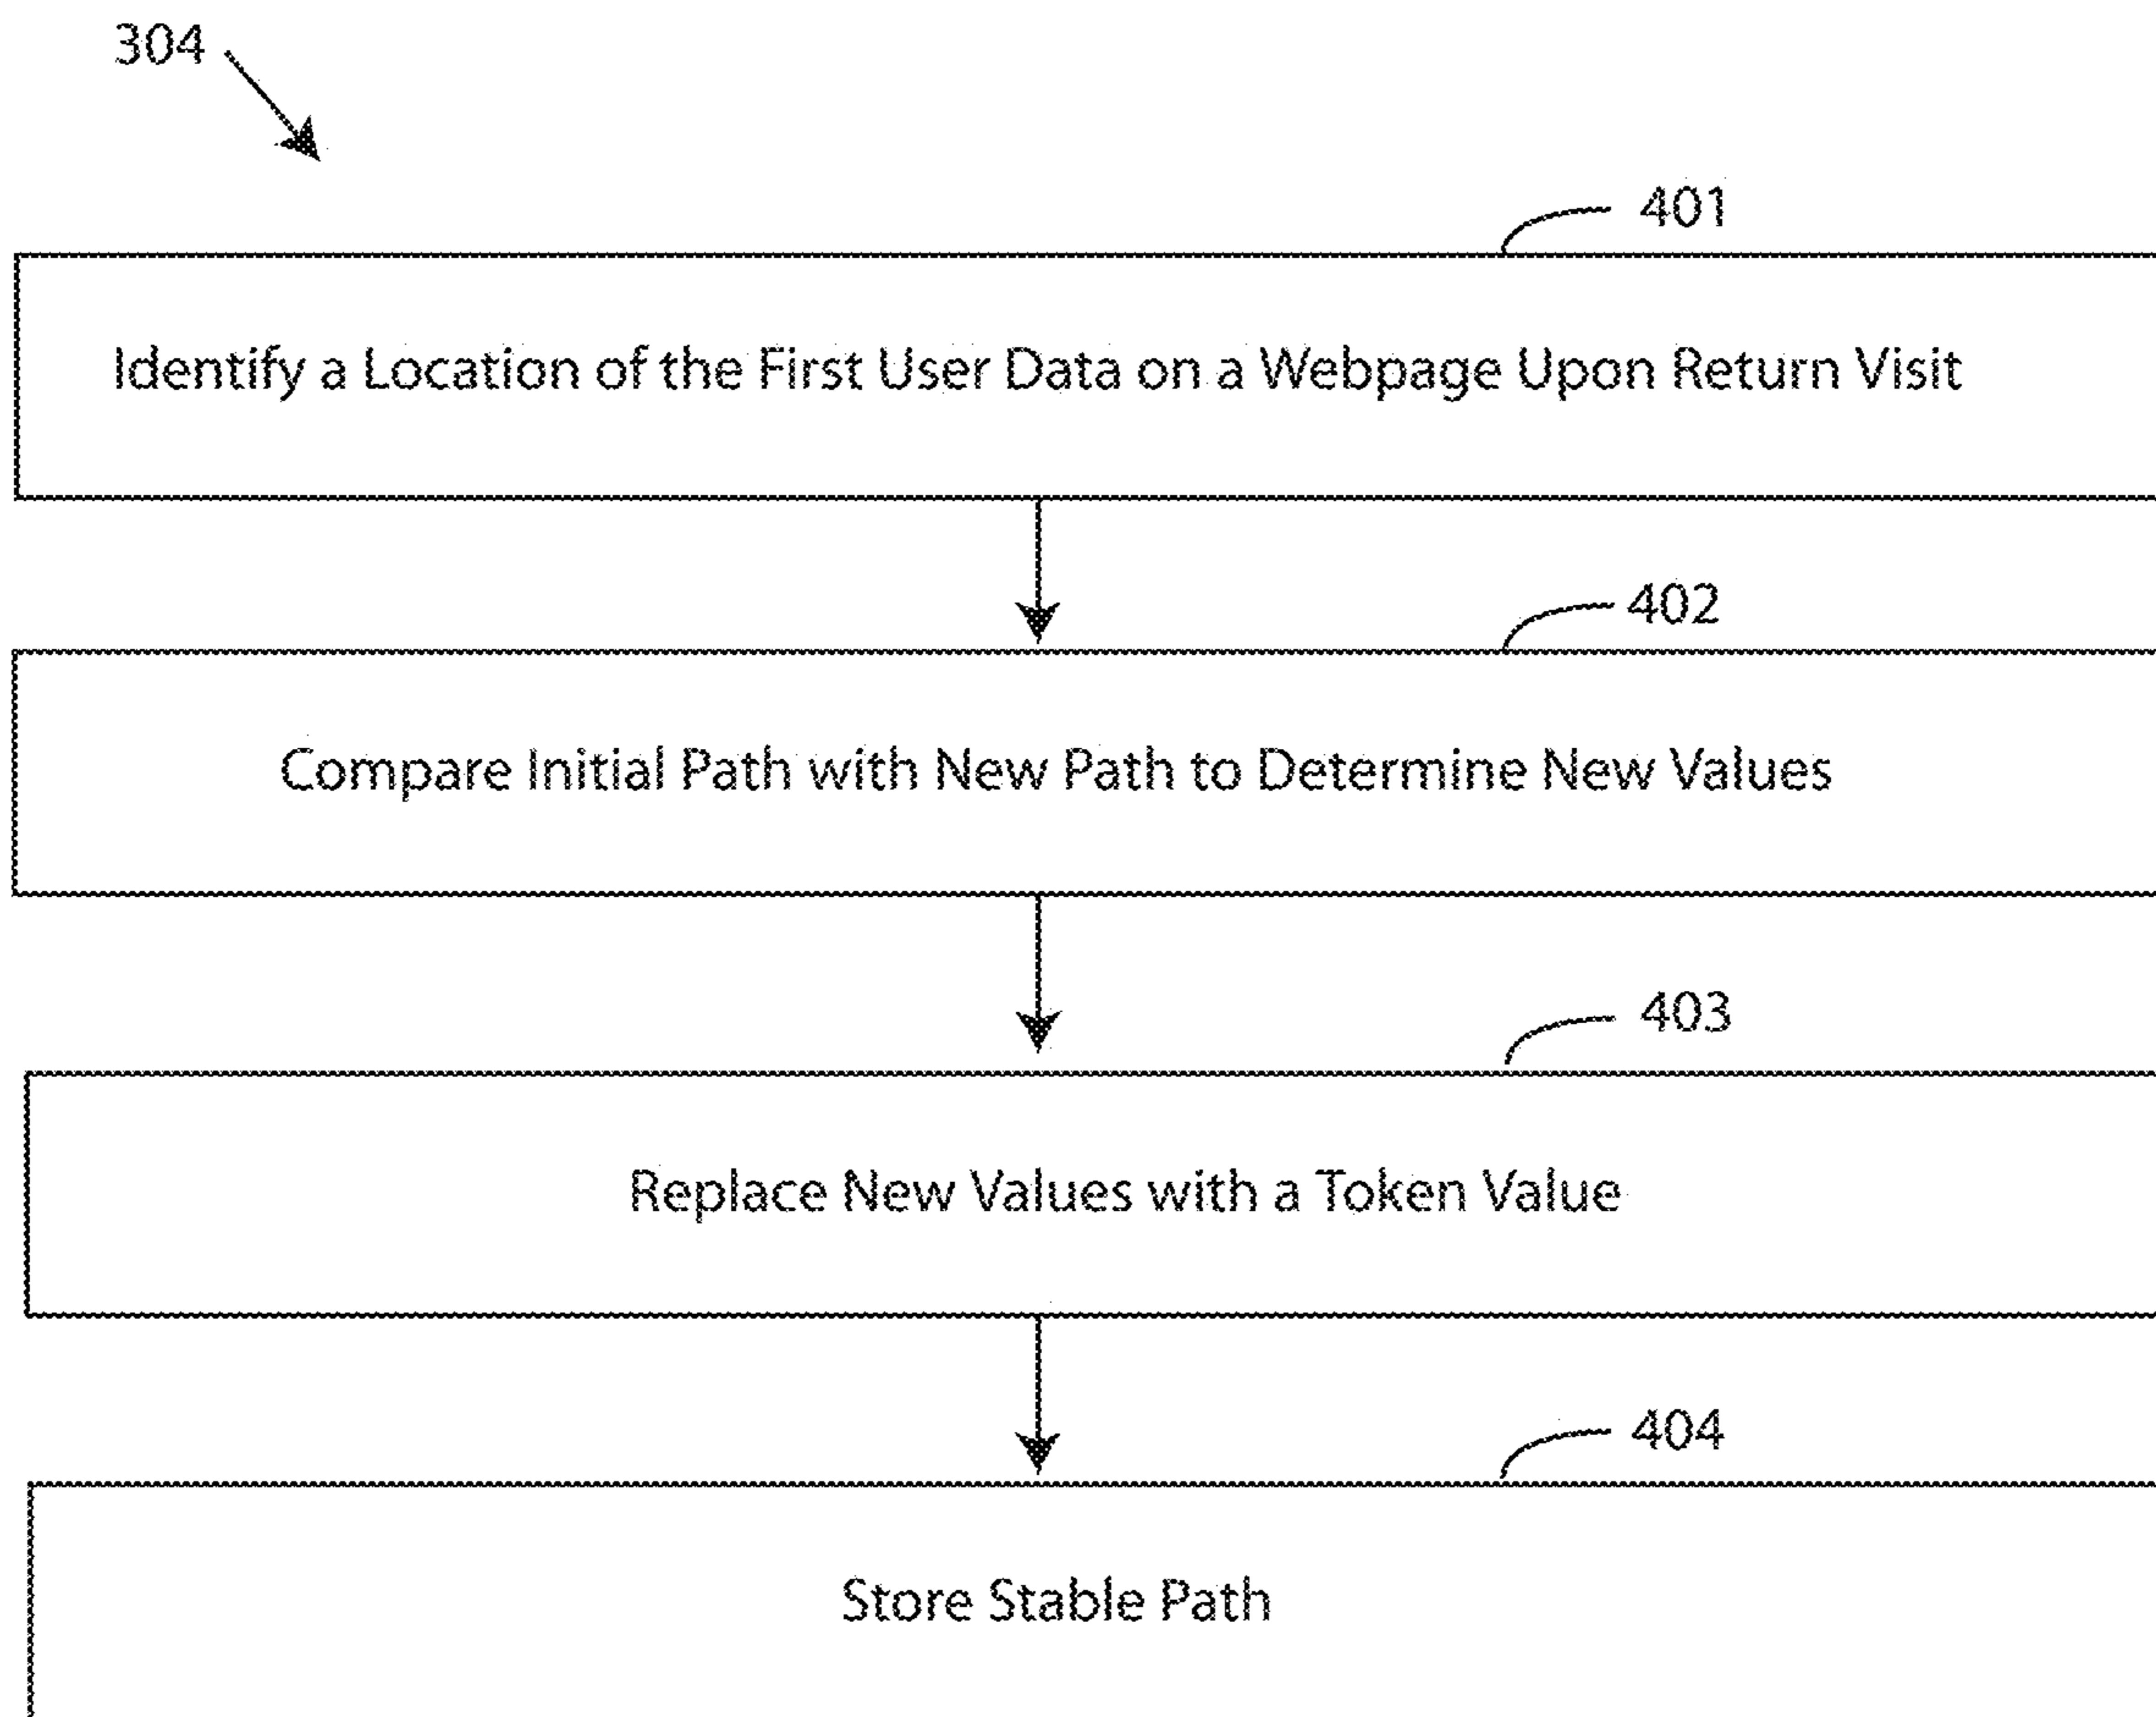 304
401
Identify a Location of the First User Data on a Webpage Upon Return Visit
402
Compare Initial Path with New Path to Determine New Values
403
Replace New Values with a Token Value
404
Store Stable Path